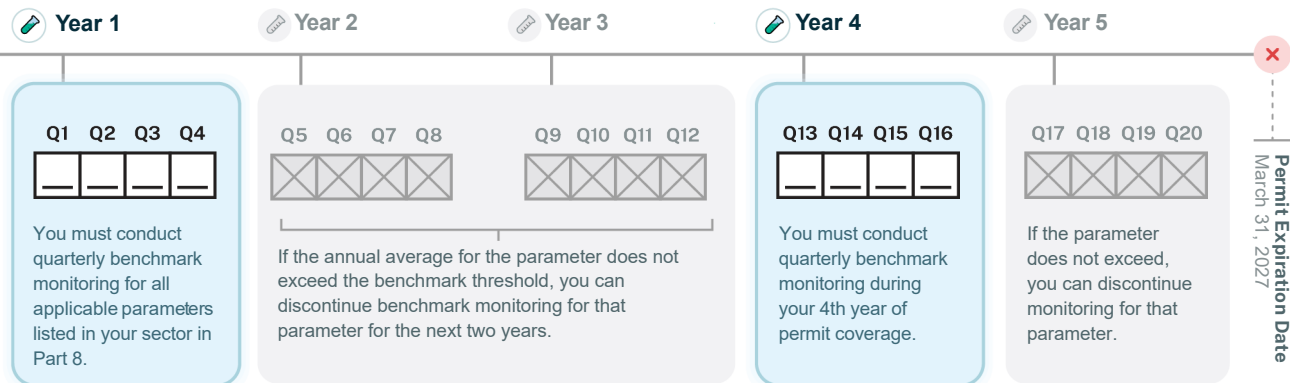 Year 1
Year 2
Year 3
Year 4
Year 5
Q1 Q2 Q3 Q4
Q5 Q6 Q7 Q8
Q9 Q10 Q11 Q12
Q13 Q14 Q15 Q16
Q17 Q18 Q19 Q20
You must conduct
quarterly benchmark
monitoring for all
applicable parameters
listed in your sector in
Part 8.
If the annual average for the parameter does not
exceed the benchmark threshold, you can
discontinue benchmark monitoring for that
parameter for the next two years.
You must conduct
quarterly benchmark
monitoring during
your 4th year of
permit coverage.
If the parameter
does not exceed,
you can discontinue
monitoring for that
parameter.
Permit Expiration Date
March 31, 2027